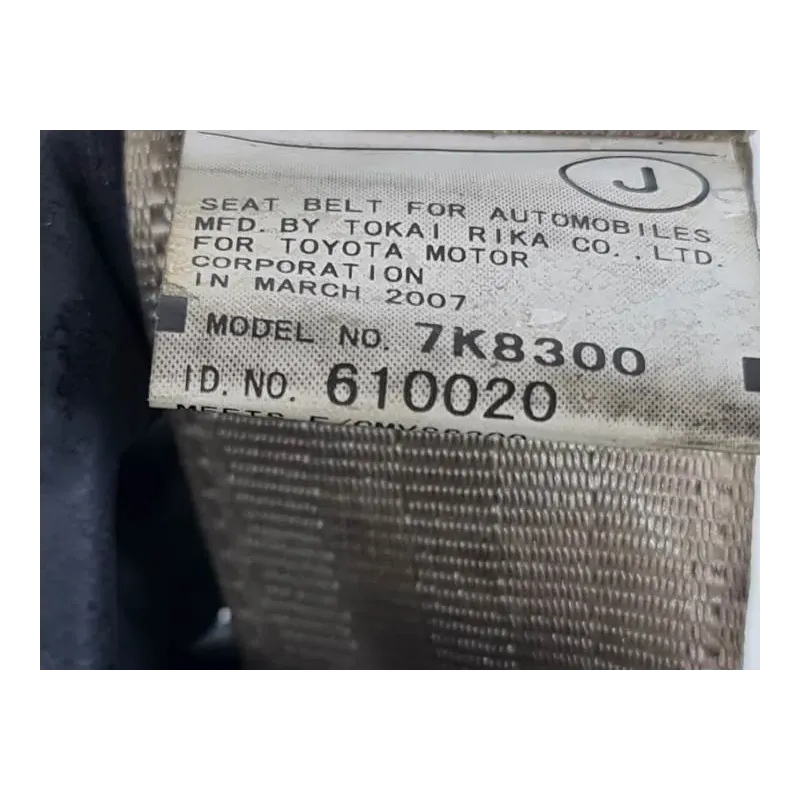 J
SEAT BELT FOR AUTOMOBILES
MFD. BY TOKAI RIKA CO., LTD.
FOR TOYOTA MOTOR
CORPORATION
IN MARCH 2007
MODEL NO. 7K8300
ID. NO. 610020
MEETS